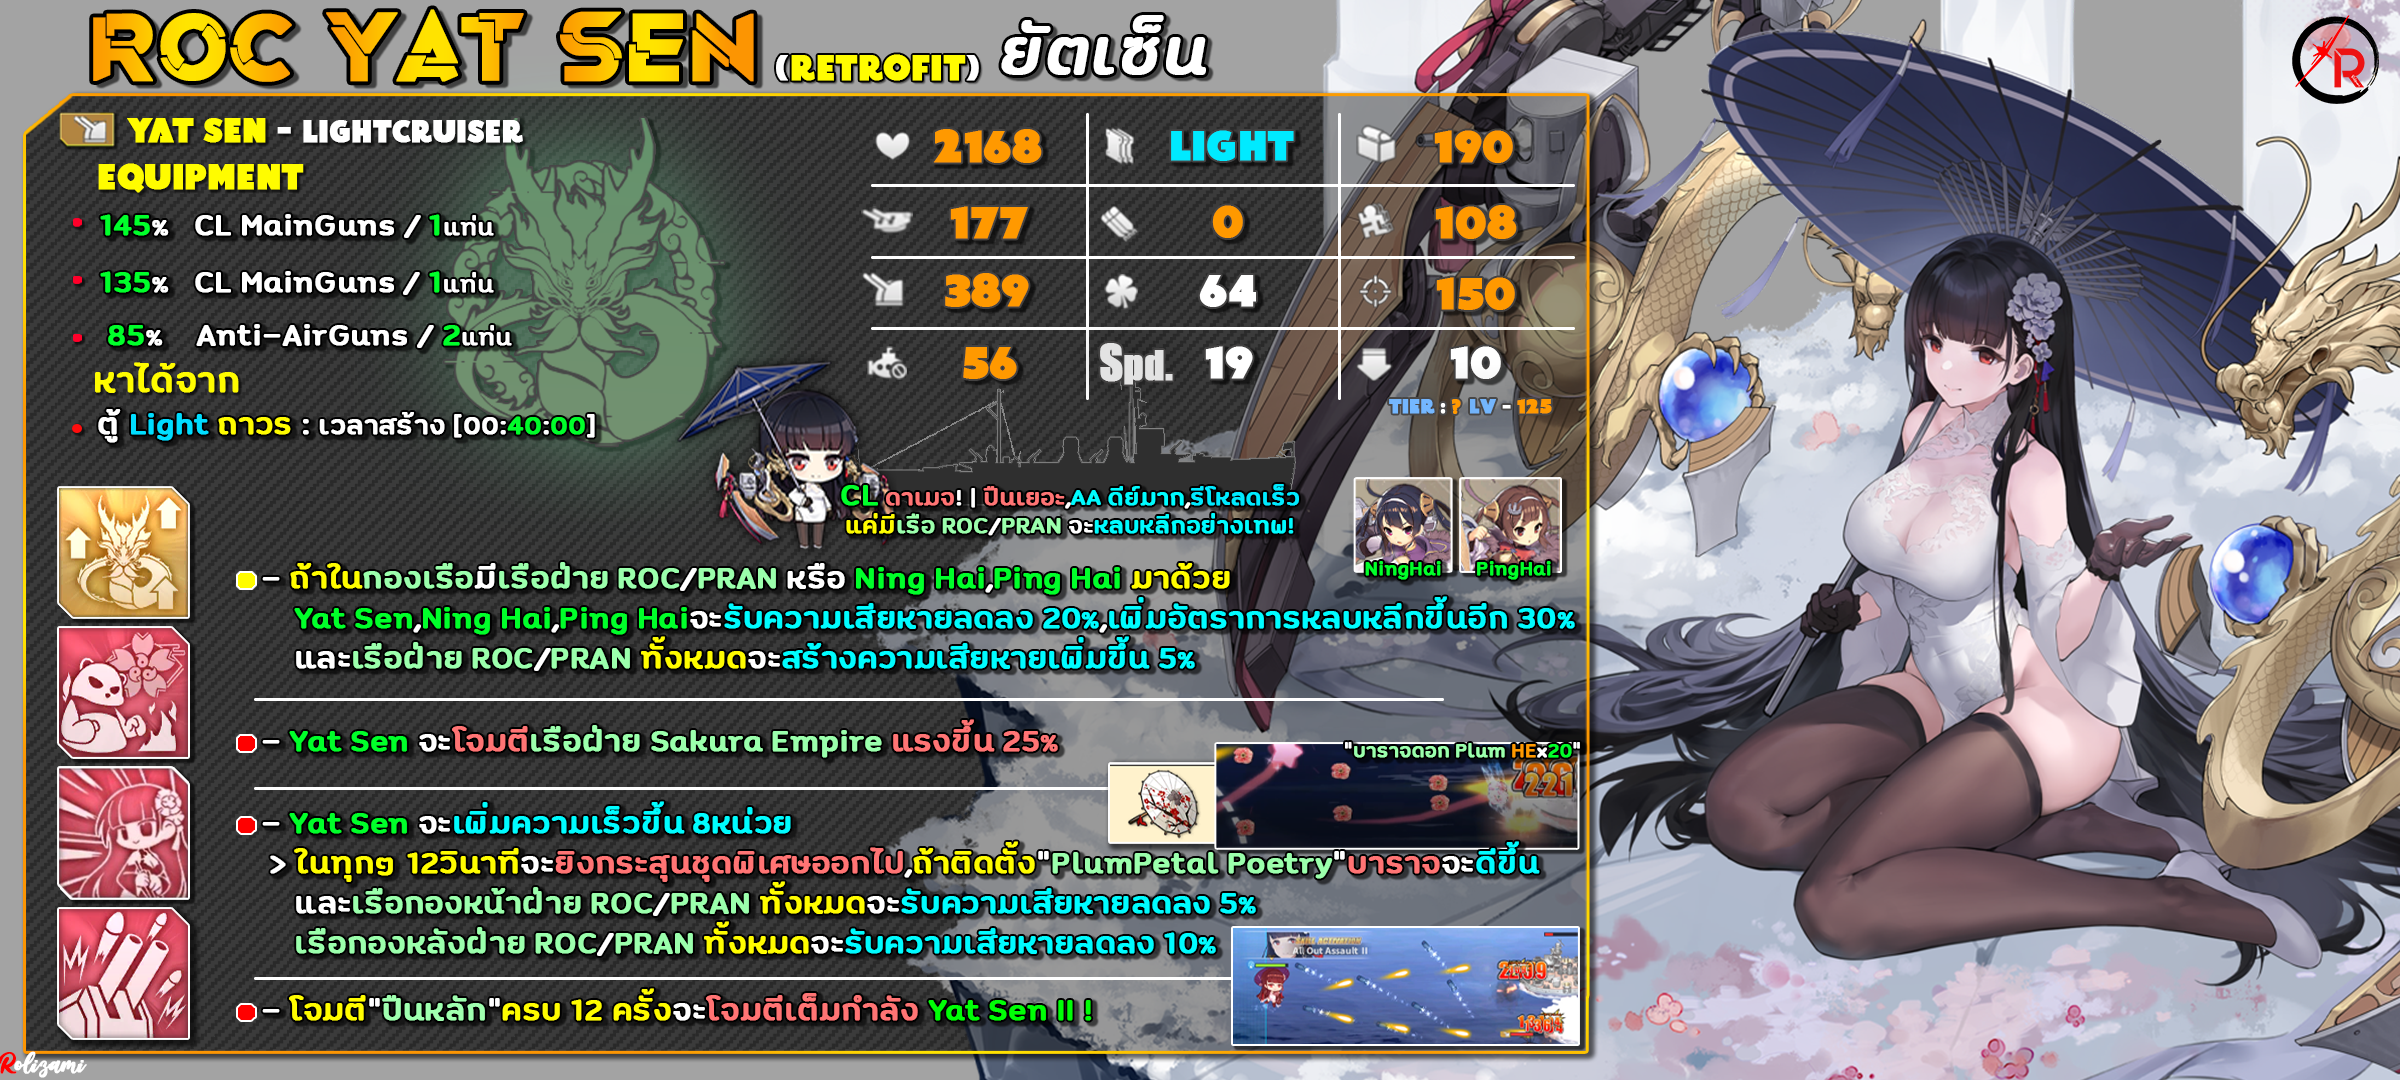 ROC YAT SEN (RETROFIT) ยัตเซ็น
R
YAT SEN - LIGHTCRUISER
EQUIPMENT
145% CL MainGuns / 1แท่น
135% CL MainGuns / 1แท่น
85% Anti-AirGuns / 2แท่น
หาได้จาก
ตู้ Light ถาวร : เวลาสร้าง [00:40:00]
2168 LIGHT 190
177 0 108
389 64 150
56 Spd. 19 10
TIER : ? LV - 125
CL ดาเมจ! | ปืนเยอะ,AA ดีย์มาก,รีโหลดเร็ว
แค่มีเรือ ROC/PRAN จะหลบหลีกอย่างเทพ!
NingHai PingHai
- ถ้าในกองเรือมีเรือฝ่าย ROC/PRAN หรือ Ning Hai,Ping Hai มาด้วย
Yat Sen,Ning Hai,Ping Haiจะรับความเสียหายลดลง 20%,เพิ่มอัตราการหลบหลีกขึ้นอีก 30%
และเรือฝ่าย ROC/PRAN ทั้งหมดจะสร้างความเสียหายเพิ่มขึ้น 5%
- Yat Sen จะโจมตีเรือฝ่าย Sakura Empire แรงขึ้น 25%
"บาราจดอก Plum HEx20"
- Yat Sen จะเพิ่มความเร็วขึ้น 8หน่วย
> ในทุกๆ 12วินาทีจะยิงกระสุนชุดพิเศษออกไป,ถ้าติดตั้ง"PlumPetal Poetry"บาราจจะดีขึ้น
และเรือกองหน้าฝ่าย ROC/PRAN ทั้งหมดจะรับความเสียหายลดลง 5%
เรือกองหลังฝ่าย ROC/PRAN ทั้งหมดจะรับความเสียหายลดลง 10%
All Out Assault II
- โจมตี"ปืนหลัก"ครบ 12 ครั้งจะโจมตีเต็มกำลัง Yat Sen II !
Rolizami